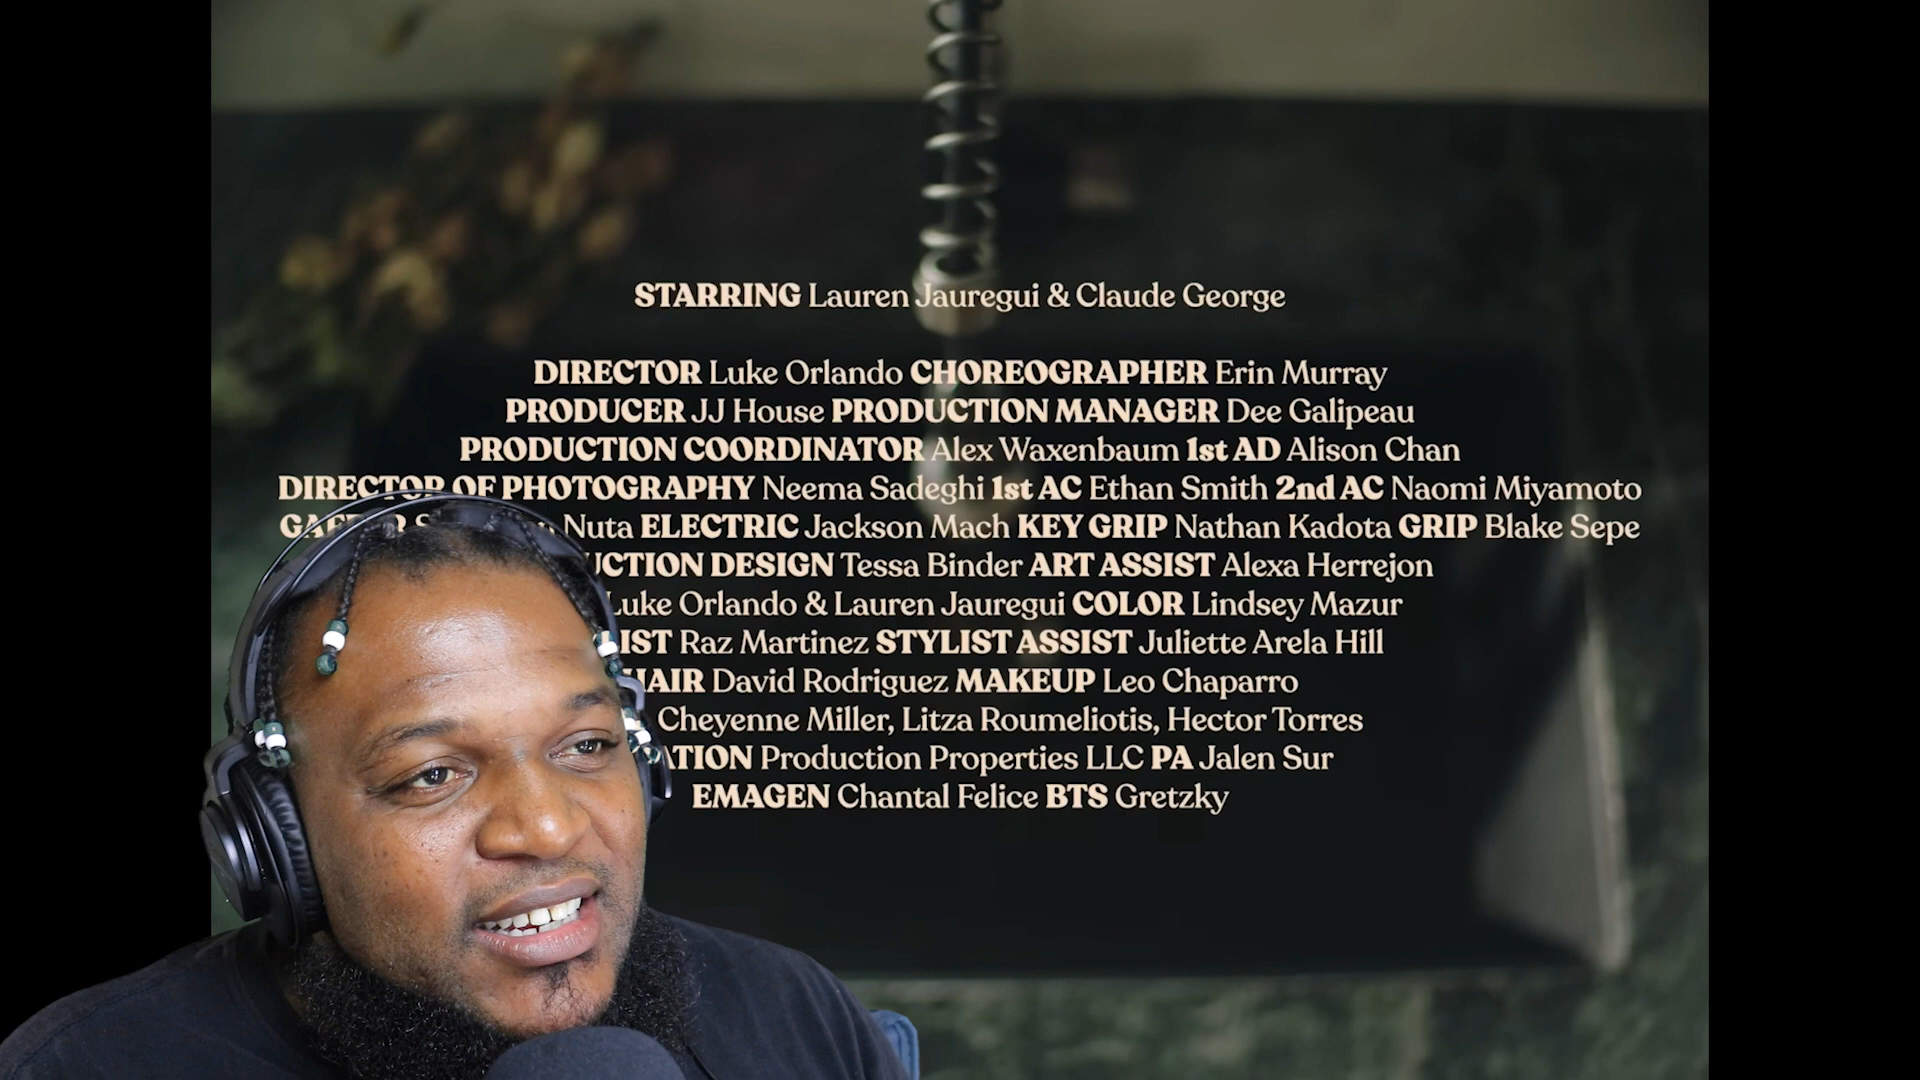 STARRING Lauren Jauregui & Claude George
DIRECTOR Luke Orlando CHOREOGRAPHER Erin Murray
PRODUCER JJ House PRODUCTION MANAGER Dee Galipeau
PRODUCTION COORDINATOR Alex Waxenbaum 1st AD Alison Chan
DIRECTOR OF PHOTOGRAPHY Neema Sadeghi 1st AC Ethan Smith 2nd AC Naomi Miyamoto
Nuta ELECTRIC Jackson Mach KEY GRIP Nathan Kadota GRIP Blake Sepe
DESIGN Tessa Binder ART ASSIST Alexa Herrejon
Luke Orlando & Lauren Jauregui COLOR Lindsey Mazur
Raz Martinez STYLIST ASSIST Juliette Arela Hill
HAIR David Rodriguez MAKEUP Leo Chaparro
Cheyenne Miller, Litza Roumeliotis, Hector Torres
Production Properties LLC PA Jalen Sur
EMAGEN Chantal Felice BTS Gretzky